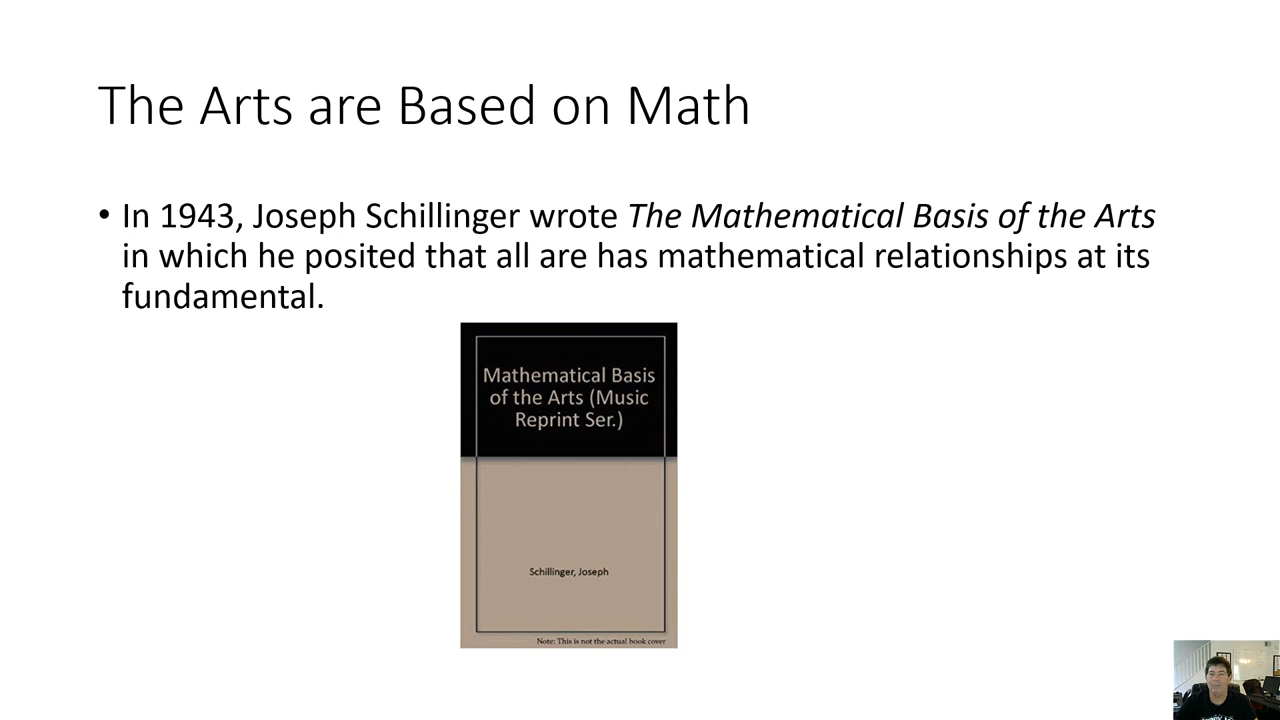 The Arts are Based on Math
• In 1943, Joseph Schillinger wrote The Mathematical Basis of the Arts
in which he posited that all are has mathematical relationships at its
fundamental.
Mathematical Basis
of the Arts (Music
Reprint Ser.)
Schillinger, Joseph
Note: This is not the actual book cover